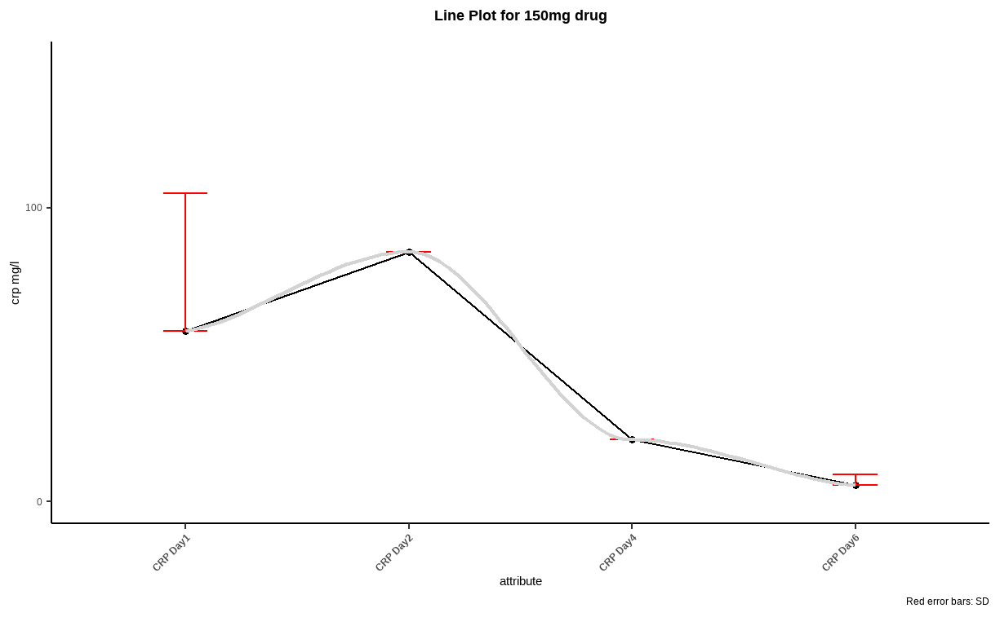 Line Plot for 150mg drug
crp mg/l
100
0
CRP Day1
CRP Day2
CRP Day4
CRP Day6
attribute
Red error bars: SD